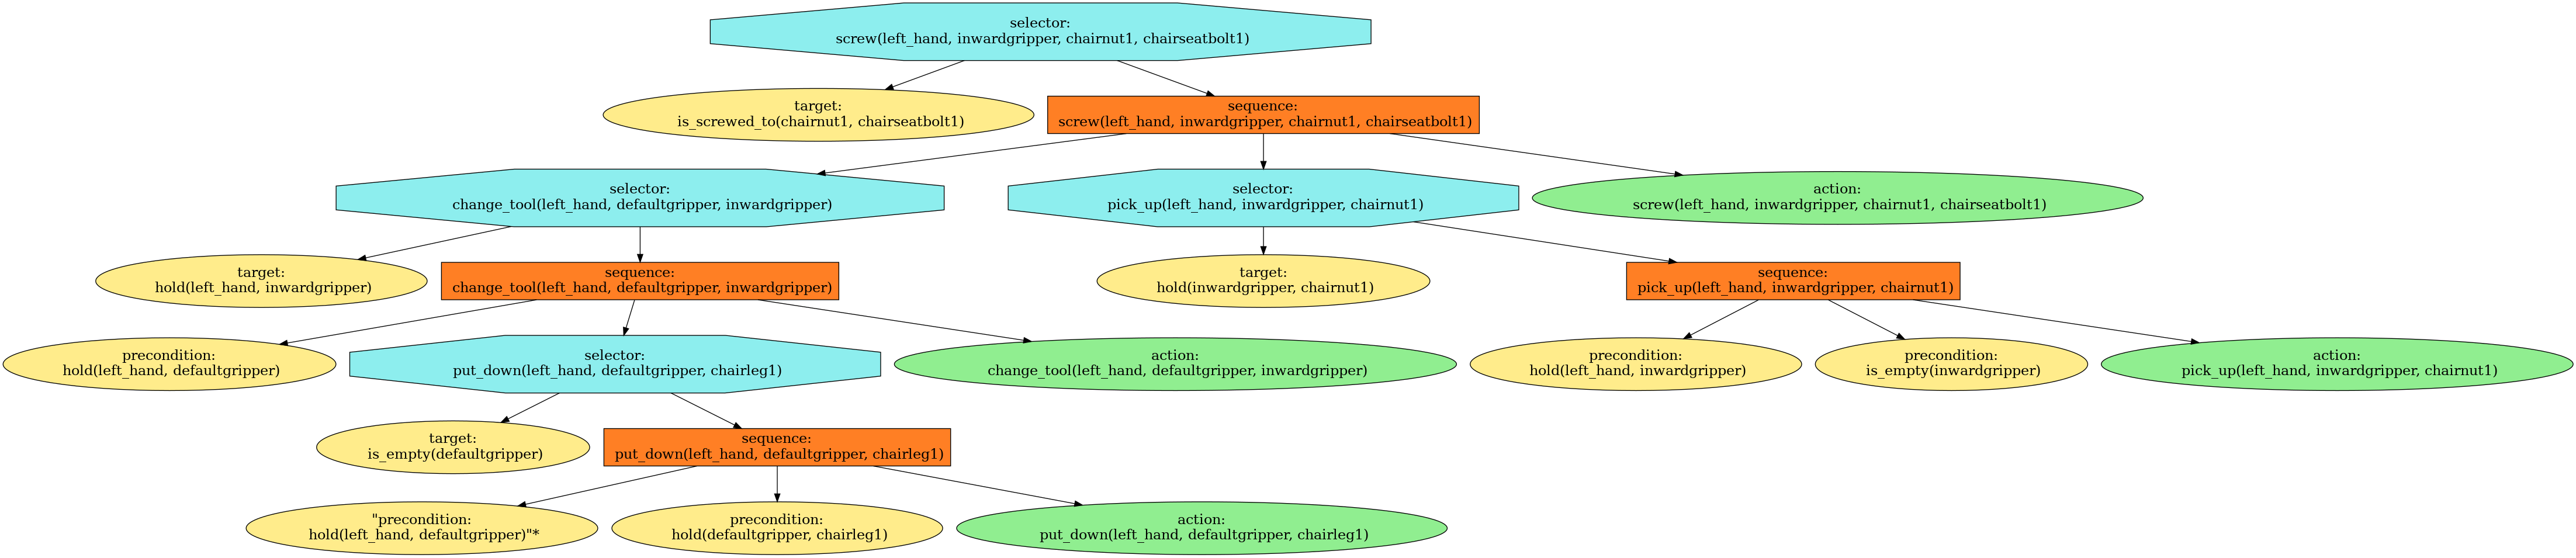 selector:
screw(left_hand, inwardgripper, chairnut1, chairseatbolt1)
target:
is_screwed_to(chairnut1, chairseatbolt1)
sequence:
screw(left_hand, inwardgripper, chairnut1, chairseatbolt1)
selector:
change_tool(left_hand, defaultgripper, inwardgripper)
selector:
pick_up(left_hand, inwardgripper, chairnut1)
action:
screw(left_hand, inwardgripper, chairnut1, chairseatbolt1)
target:
hold(left_hand, inwardgripper)
sequence:
change_tool(left_hand, defaultgripper, inwardgripper)
target:
hold(inwardgripper, chairnut1)
sequence:
pick_up(left_hand, inwardgripper, chairnut1)
precondition:
hold(left_hand, defaultgripper)
selector:
put_down(left_hand, defaultgripper, chairleg1)
action:
change_tool(left_hand, defaultgripper, inwardgripper)
precondition:
hold(left_hand, inwardgripper)
precondition:
is_empty(inwardgripper)
action:
pick_up(left_hand, inwardgripper, chairnut1)
target:
is_empty(defaultgripper)
sequence:
put_down(left_hand, defaultgripper, chairleg1)
"precondition:
hold(left_hand, defaultgripper)"*
precondition:
hold(defaultgripper, chairleg1)
action:
put_down(left_hand, defaultgripper, chairleg1)